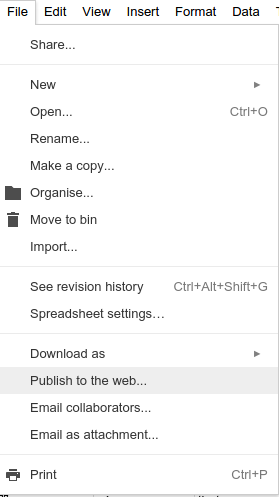 File Edit View Insert Format Data
Share...
New
Open... Ctrl+O
Rename...
Make a copy...
Organise...
Move to bin
Import...
See revision history Ctrl+Alt+Shift+G
Spreadsheet settings...
Download as
Publish to the web...
Email collaborators...
Email as attachment...
Print Ctrl+P